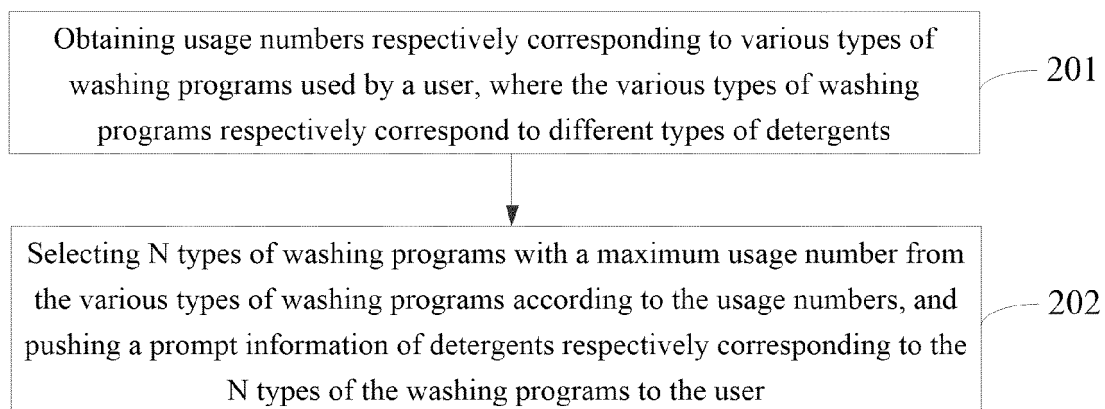 Obtaining usage numbers respectively corresponding to various types of
washing programs used by a user, where the various types of washing
programs respectively correspond to different types of detergents
201
Selecting N types of washing programs with a maximum usage number from
the various types of washing programs according to the usage numbers, and
pushing a prompt information of detergents respectively corresponding to the
N types of the washing programs to the user
202